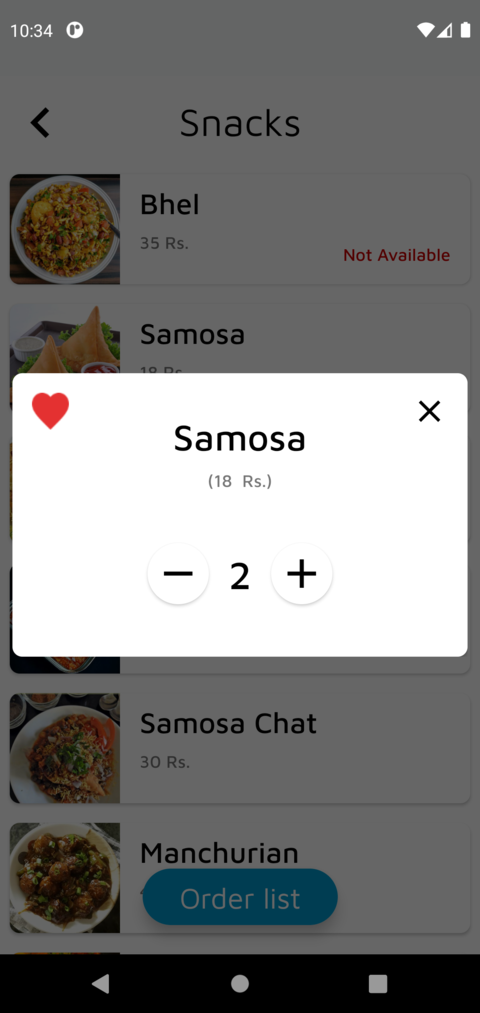 10:34
Snacks
Bhel
35 Rs.
Not Available
Samosa
18 Rs.
Samosa
(18 Rs.)
2
Samosa Chat
30 Rs.
Manchurian
Order list